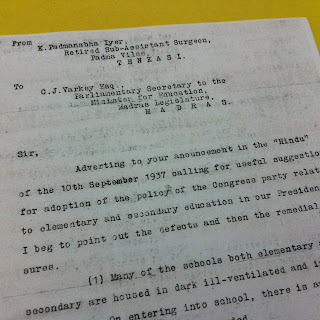 From
K.Padmanabha Iyer,
Retired Sub-Assistant Surgeon,
Padma Vilas,
TENKASI.
To
C.J.Varkey Esq.,
Parliamentary Secretary to the
Minister for Education,
Madras Legislature,
MADRAS.
Sir,
Adverting to your anouncement in the "Hindu"
of the 10th September 1937 calling for useful suggestio
for adoption of the policy of the Congress party relat
to elementary and secondary education in our President
I beg to point out the defects and then the remedial
sures.
(1) Many of the schools both elementary
secondary are housed in dark ill-ventilated and i
On entering into school, there is a